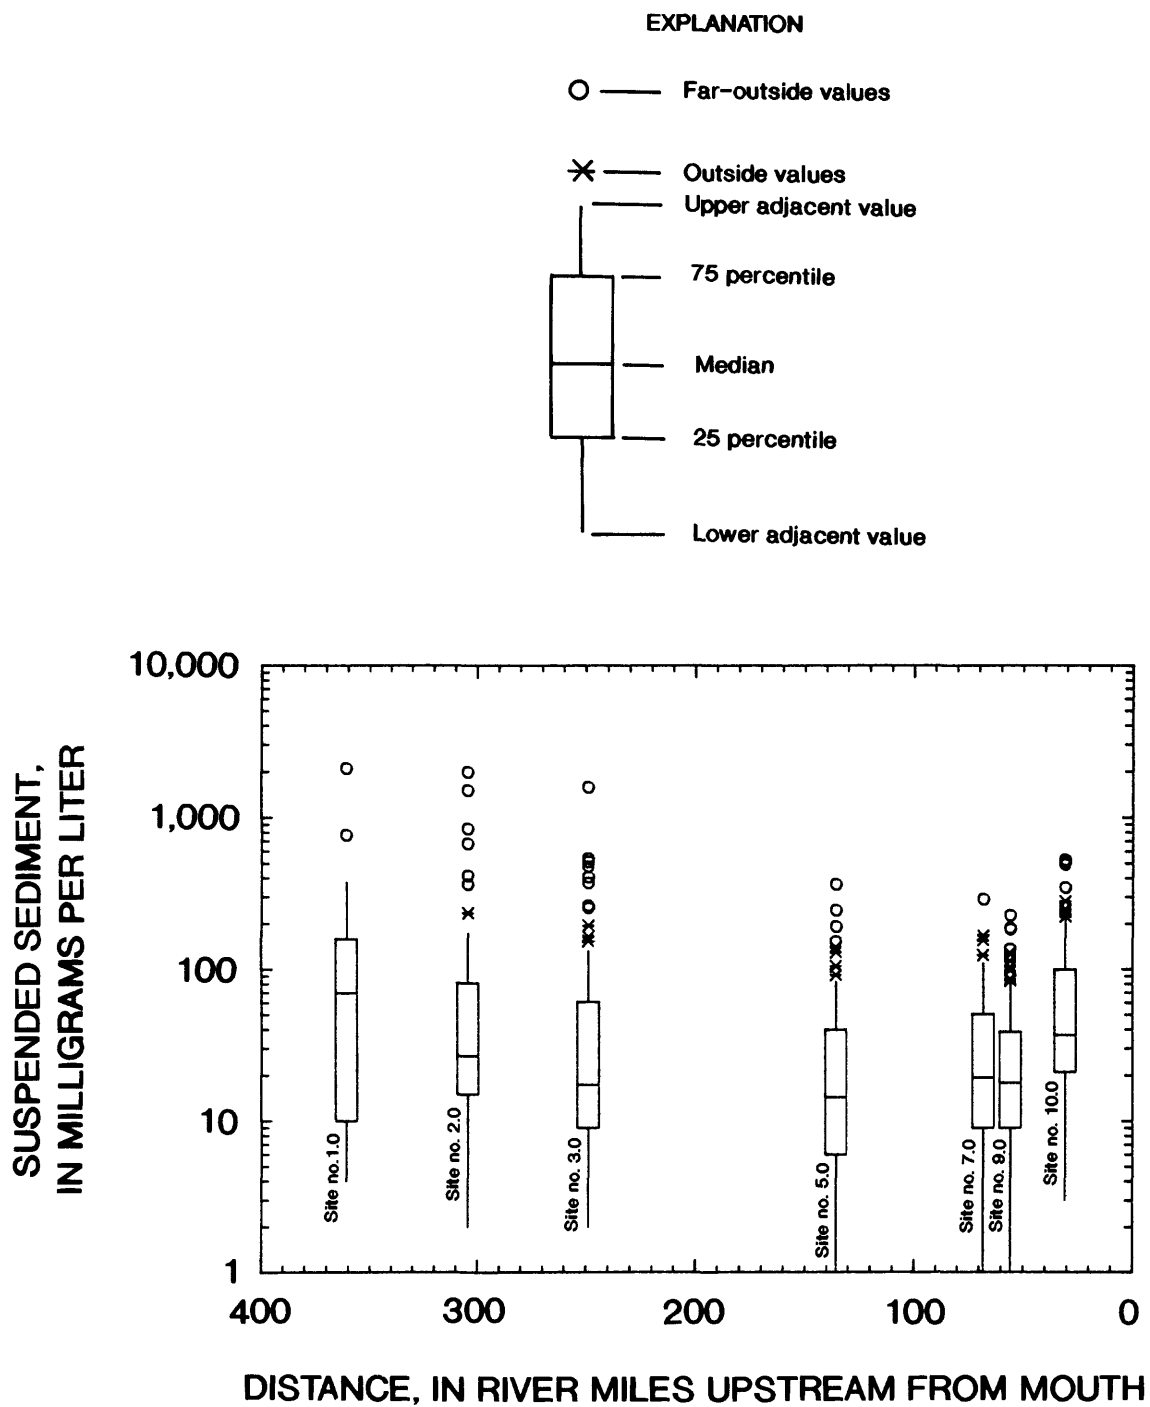 EXPLANATION
Far-outside values
Outside values
Upper adjacent value
75 percentile
Median
25 percentile
Lower adjacent value
SUSPENDED SEDIMENT,
IN MILLIGRAMS PER LITER
10,000
1,000
100
10
1
Site no.1.0
Site no. 2.0
Site no. 3.0
Site no. 5.0
Site no. 7.0
Site no. 9.0
Site no. 10.0
400 300 200 100 0
DISTANCE, IN RIVER MILES UPSTREAM FROM MOUTH